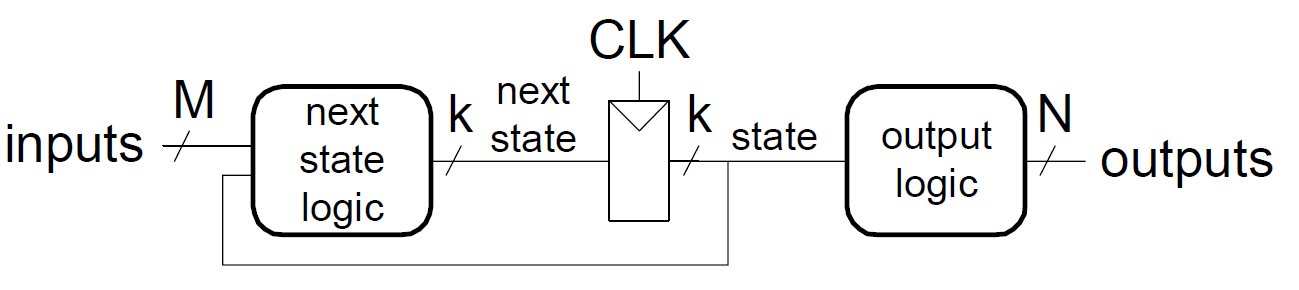 CLK
inputs
M
next
state
logic
k
next
state
k
state
output
logic
N
outputs